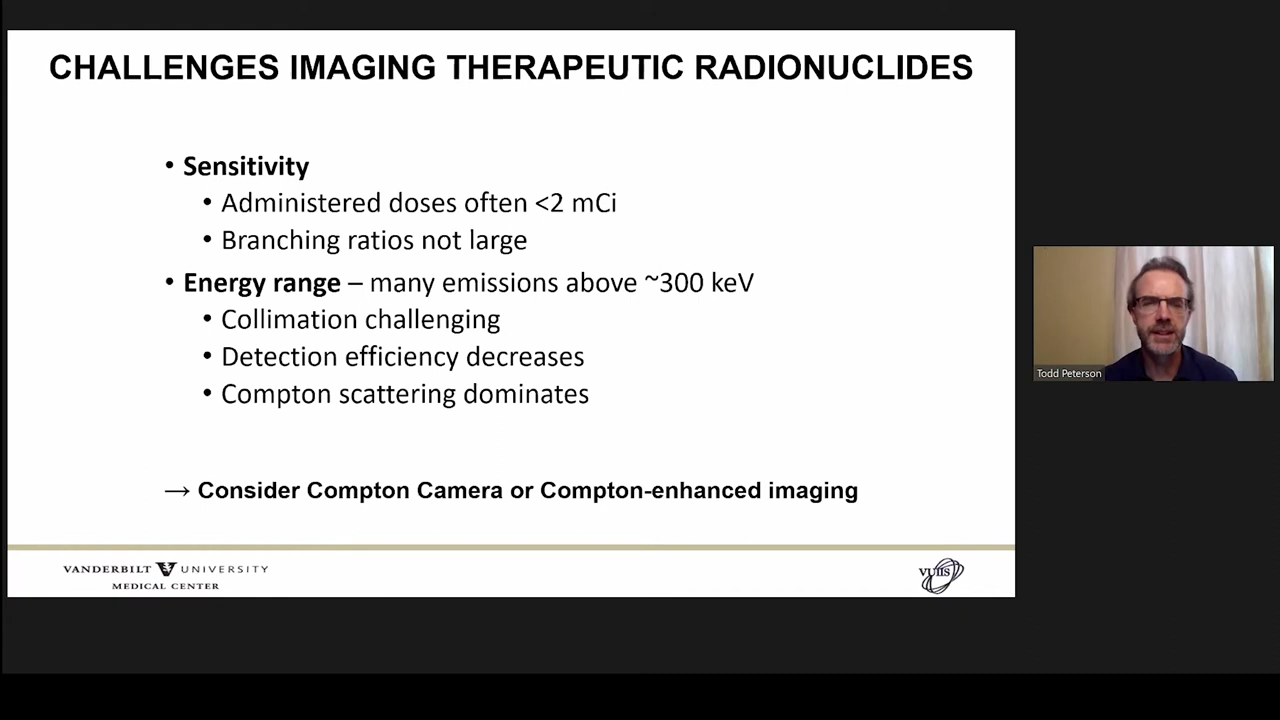 CHALLENGES IMAGING THERAPEUTIC RADIONUCLIDES
• Sensitivity
• Administered doses often <2 mCi
• Branching ratios not large
• Energy range – many emissions above ~300 keV
• Collimation challenging
• Detection efficiency decreases
• Compton scattering dominates
→ Consider Compton Camera or Compton-enhanced imaging
VANDERBILT UNIVERSITY
MEDICAL CENTER
VUIIS
Todd Peterson